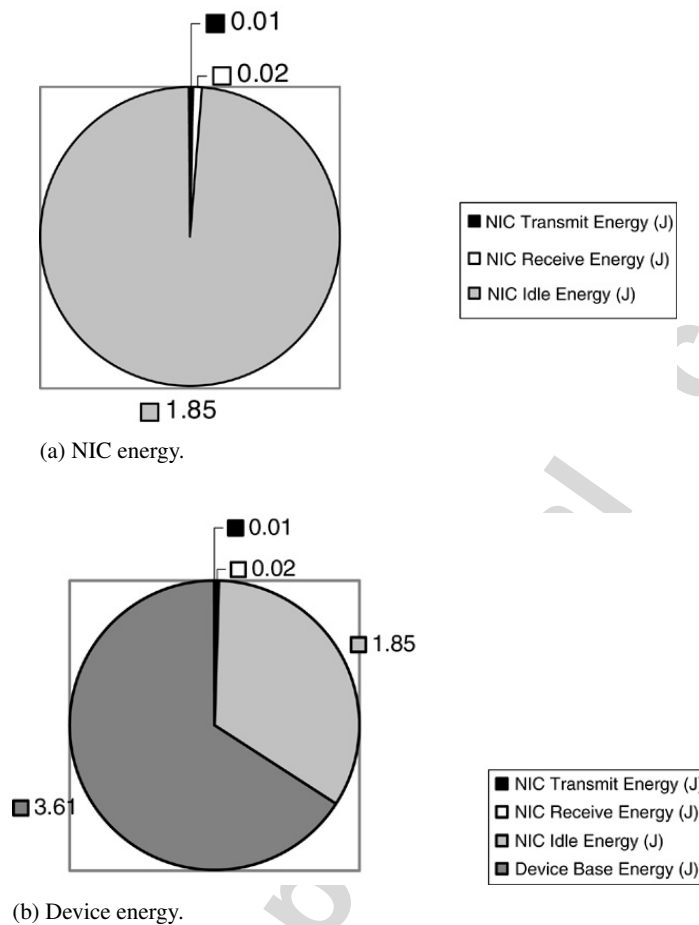 0.01
0.02
NIC Transmit Energy (J)
NIC Receive Energy (J)
NIC Idle Energy (J)
1.85
(a) NIC energy.
0.01
0.02
1.85
3.61
NIC Transmit Energy (J)
NIC Receive Energy (J)
NIC Idle Energy (J)
Device Base Energy (J)
(b) Device energy.